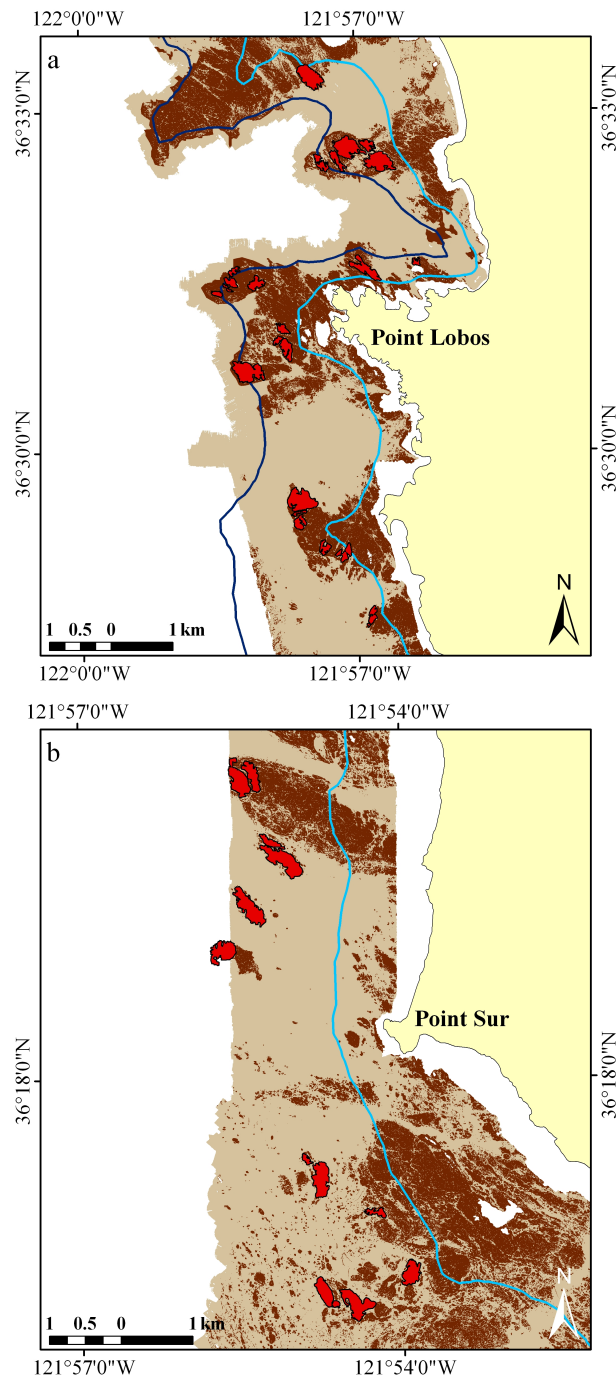 122°0'0"W 121°57'0"W
a
36°33'0"N 36°33'0"N
Point Lobos
36°30'0"N 36°30'0"N
N
1 0.5 0 1 km
122°0'0"W 121°57'0"W
121°57'0"W 121°54'0"W
b
Point Sur
36°18'0"N 36°18'0"N
N
1 0.5 0 1 km
121°57'0"W 121°54'0"W